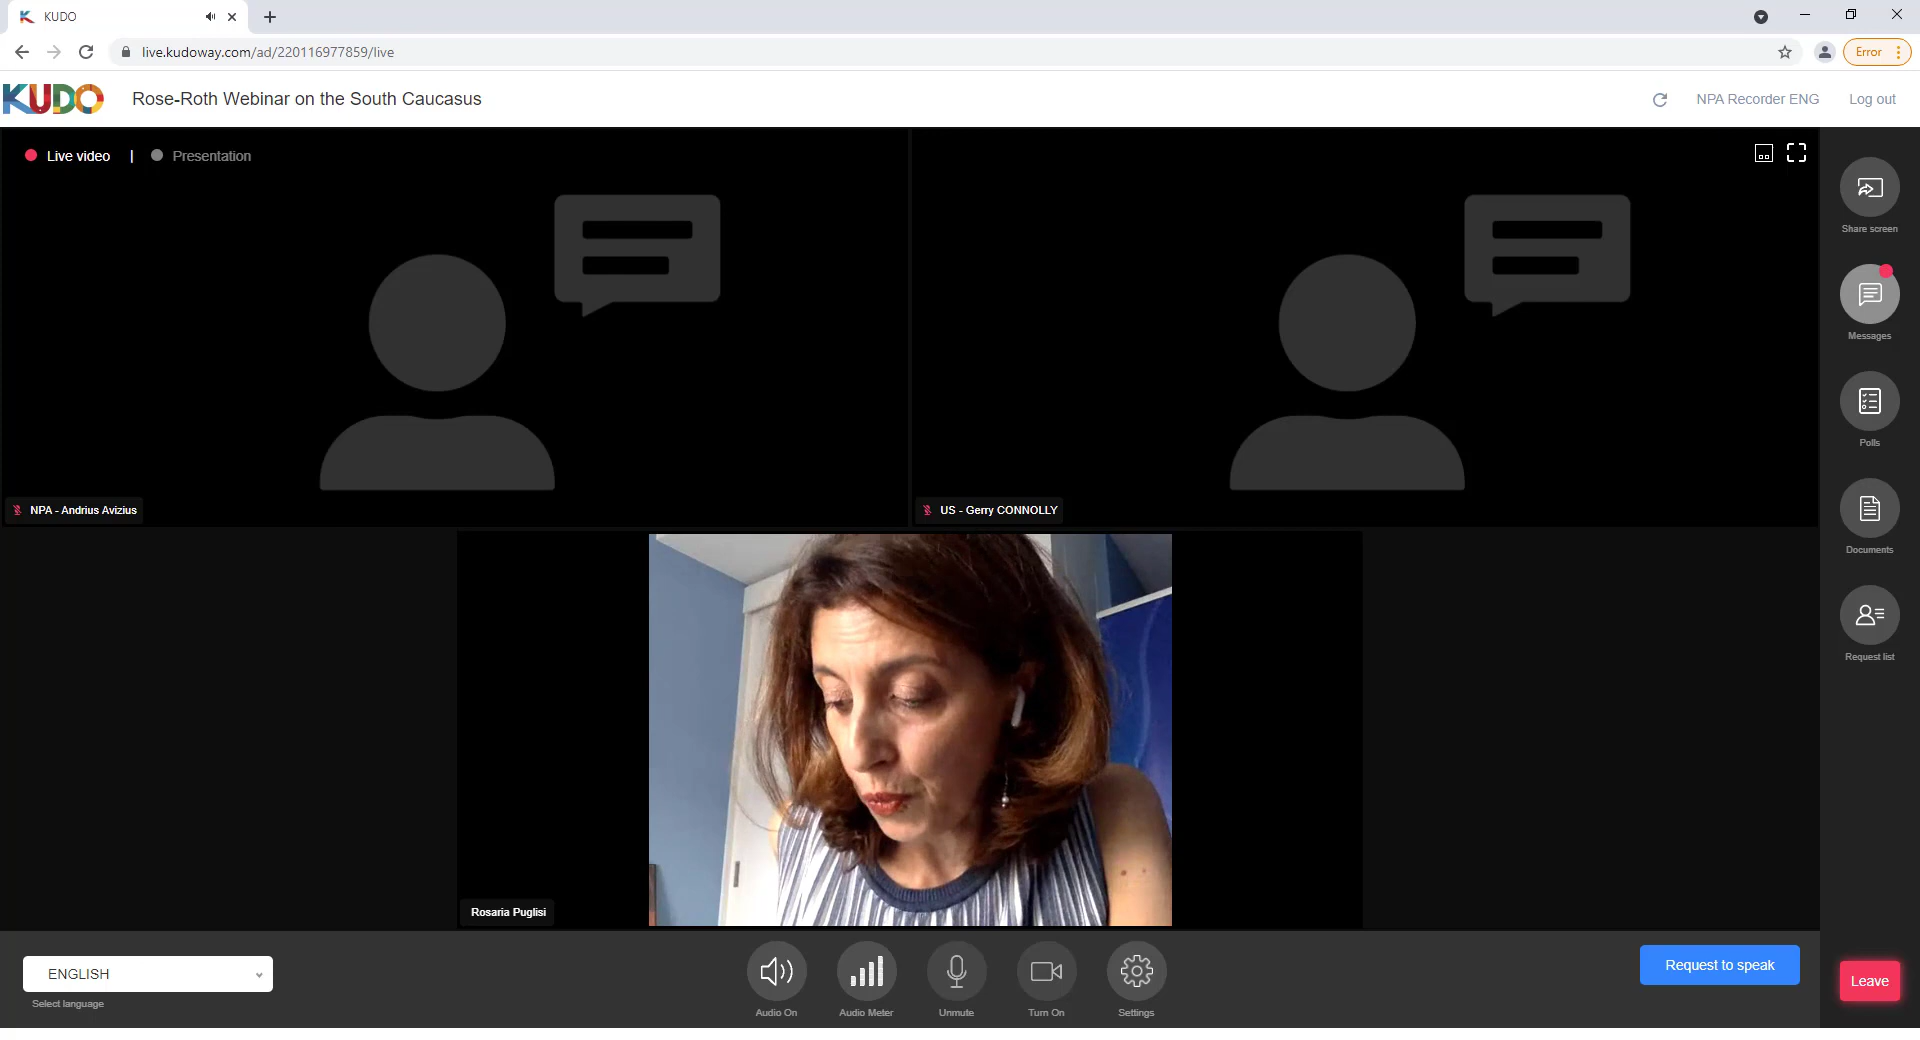 KUDO
live.kudoway.com/ad/220116977859/live
Error
KUDO
Rose-Roth Webinar on the South Caucasus
NPA Recorder ENG
Log out
Live video | Presentation
Share screen
Messages
Polls
Documents
Request list
NPA - Andrius Avizius
US - Gerry CONNOLLY
Rosaria Puglisi
ENGLISH
Select language
Audio On
Audio Meter
Unmute
Turn On
Settings
Request to speak
Leave